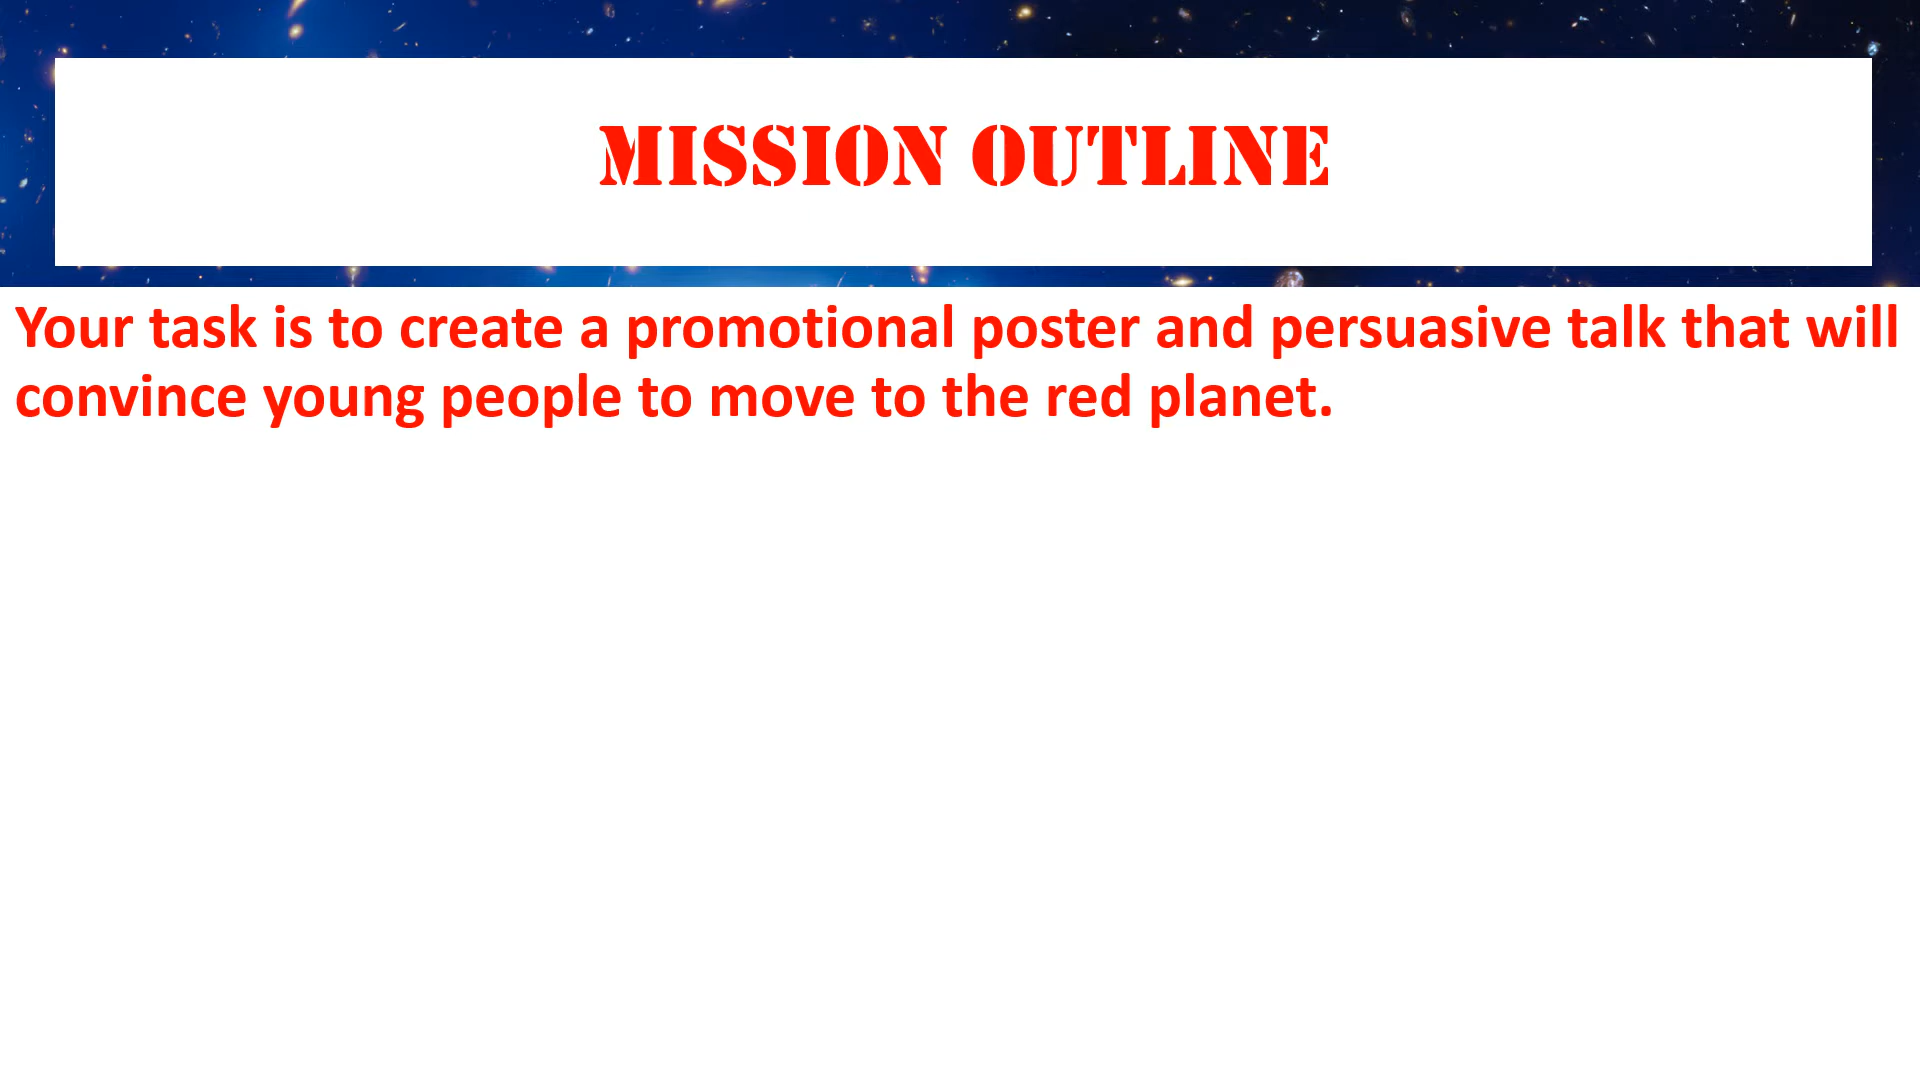 MISSION OUTLINE
Your task is to create a promotional poster and persuasive talk that will
convince young people to move to the red planet.